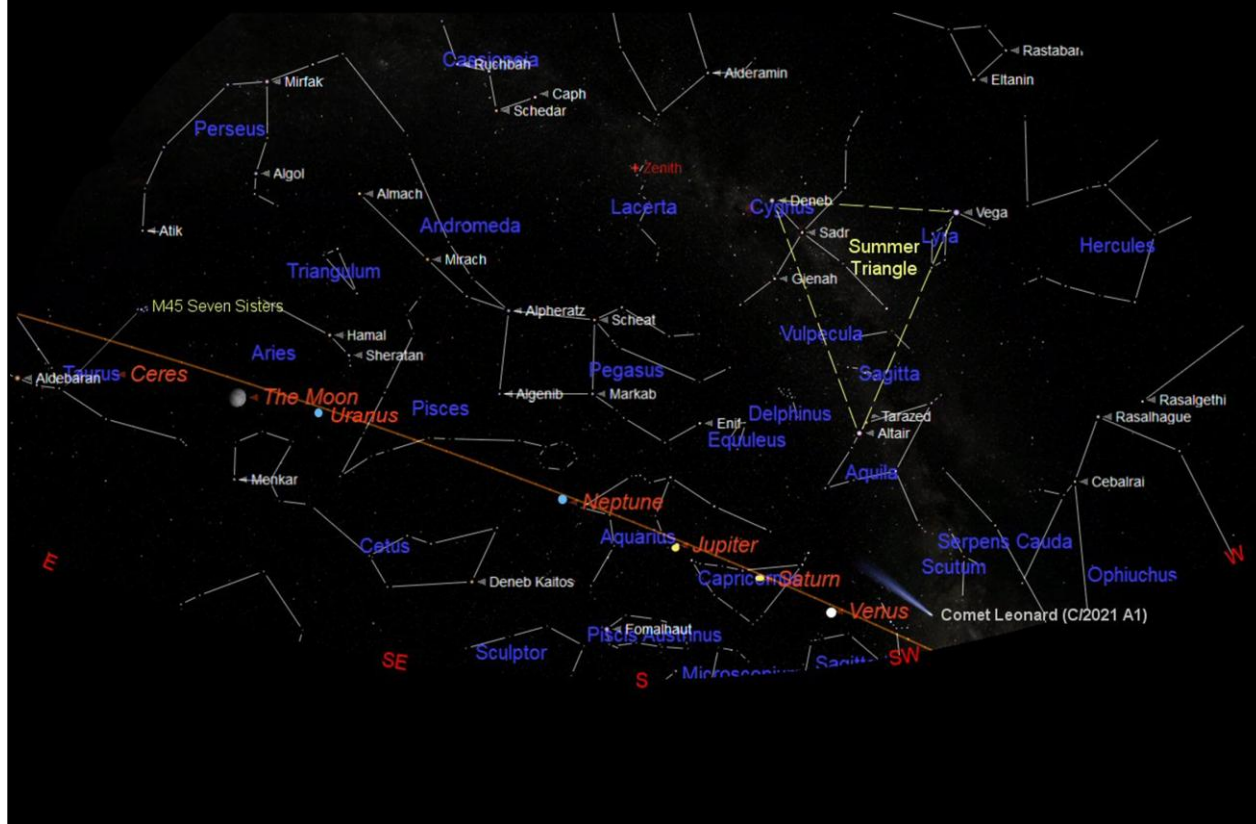 Rastaban
Cassiopeia
Ruchbah
Alderamin
Eltanin
Mirfak
Caph
Schedar
Perseus
Zenith
Algol
Almach
Deneb
Cygnus
Lacerta
Vega
Andromeda
Atik
Sadr
Lyra
Summer
Triangle
Hercules
Mirach
Triangulum
Gienah
M45 Seven Sisters
Alpheratz
Scheat
Hamal
Vulpecula
Aries
Sheratan
Pegasus
Taurus
Ceres
Aldebaran
Sagitta
The Moon
Algenib
Markab
Rasalgethi
Uranus
Pisces
Delphinus
Tarazed
Rasalhague
Enif
Altair
Equuleus
Aquila
Menkar
Cebalrai
Neptune
Aquarius
Serpens Cauda
Cetus
Jupiter
W
E
Scutum
Ophiuchus
Capricornus
Saturn
Deneb Kaitos
Venus
Comet Leonard (C/2021 A1)
Fomalhaut
Piscis Austrinus
Sculptor
SE
SW
Sagitt
Microscopium
S